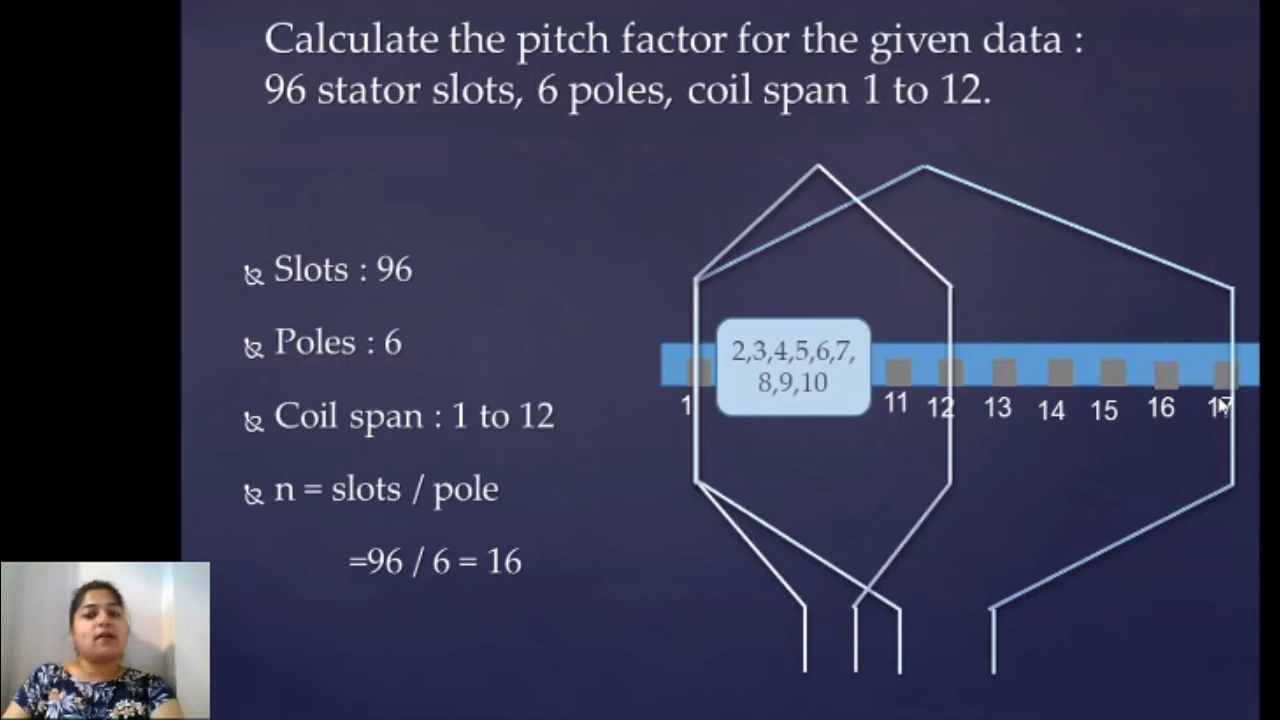 Calculate the pitch factor for the given data :
96 stator slots, 6 poles, coil span 1 to 12.
Slots : 96
Poles : 6
Coil span : 1 to 12
n = slots / pole
=96 / 6 = 16
2,3,4,5,6,7,
8,9,10
1 11 12 13 14 15 16 17